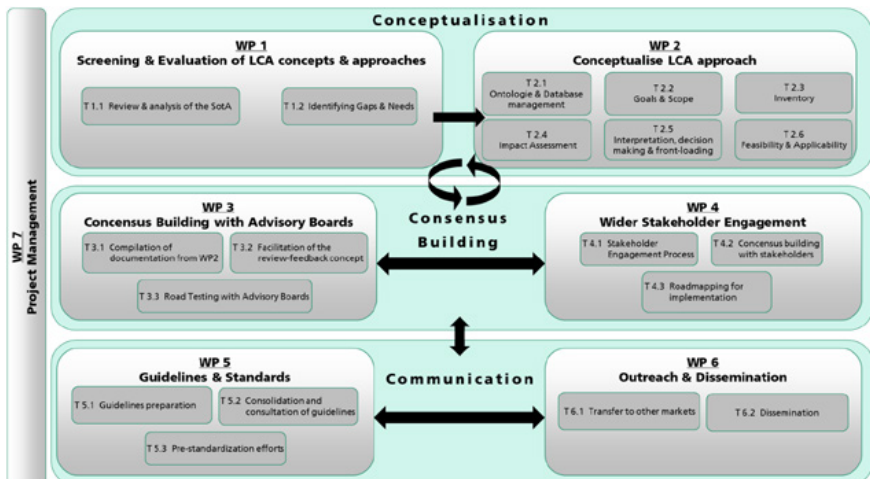 Conceptualisation
WP 1
Screening & Evaluation of LCA concepts & approaches
T 1.1 Review & analysis of the SotA
T 1.2 Identifying Gaps & Needs
WP 2
Conceptualise LCA approach
T 2.1
Ontologie & Database
management
T 2.2
Goals & Scope
T 2.3
Inventory
T 2.4
Impact Assessment
T 2.5
Interpretation, decision
making & front-loading
T 2.6
Feasibility & Applicability
WP 7
Project Management
WP 3
Concensus Building with Advisory Boards
T 3.1 Compilation of
documentation from WP2
T 3.2 Facilitation of the
review-feedback concept
T 3.3 Road Testing with Advisory Boards
Consensus
Building
WP 4
Wider Stakeholder Engagement
T 4.1 Stakeholder
Engagement Process
T 4.2 Concensus building
with stakeholders
T 4.3 Roadmapping for
implementation
WP 5
Guidelines & Standards
T 5.1 Guidelines preparation
T 5.2 Consolidation and
consultation of guidelines
T 5.3 Pre-standardization efforts
Communication
WP 6
Outreach & Dissemination
T 6.1 Transfer to other markets
T 6.2 Dissemination